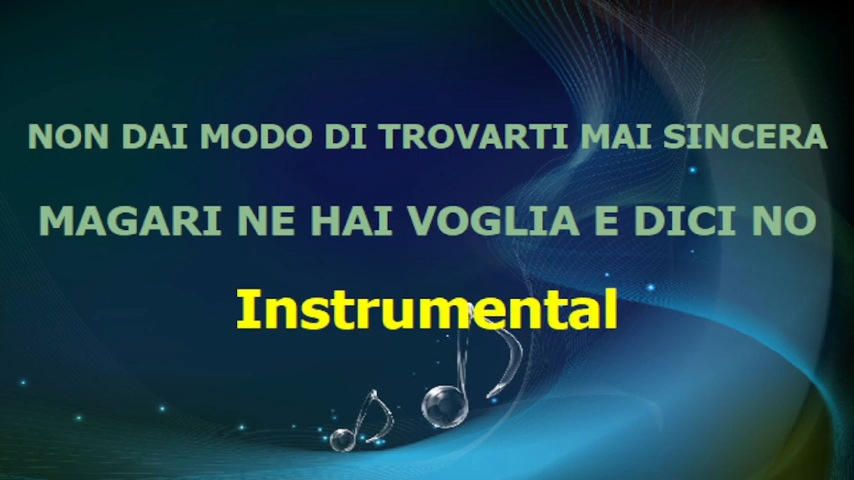 NON DAI MODO DI TROVARTI MAI SINCERA
MAGARI NE HAI VOGLIA E DICI NO
Instrumental